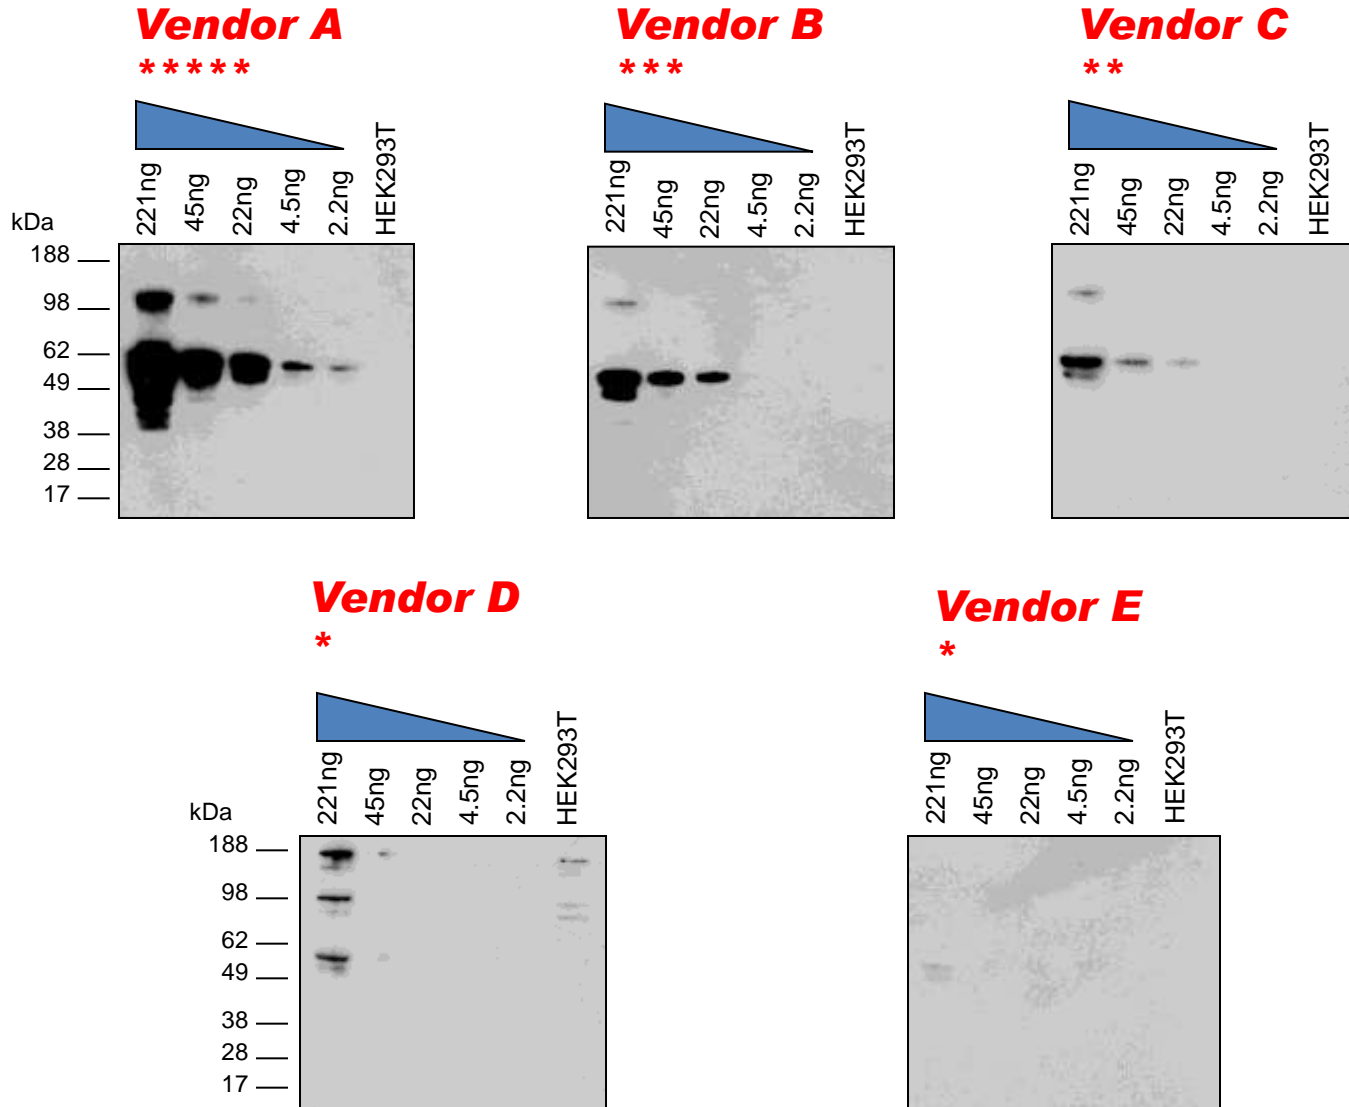 Vendor A
*****
221ng 45ng 22ng 4.5ng 2.2ng HEK293T
kDa
188
98
62
49
38
28
17
Vendor B
***
221ng 45ng 22ng 4.5ng 2.2ng HEK293T
Vendor C
**
221ng 45ng 22ng 4.5ng 2.2ng HEK293T
Vendor D
*
221ng 45ng 22ng 4.5ng 2.2ng HEK293T
kDa
188
98
62
49
38
28
17
Vendor E
*
221ng 45ng 22ng 4.5ng 2.2ng HEK293T